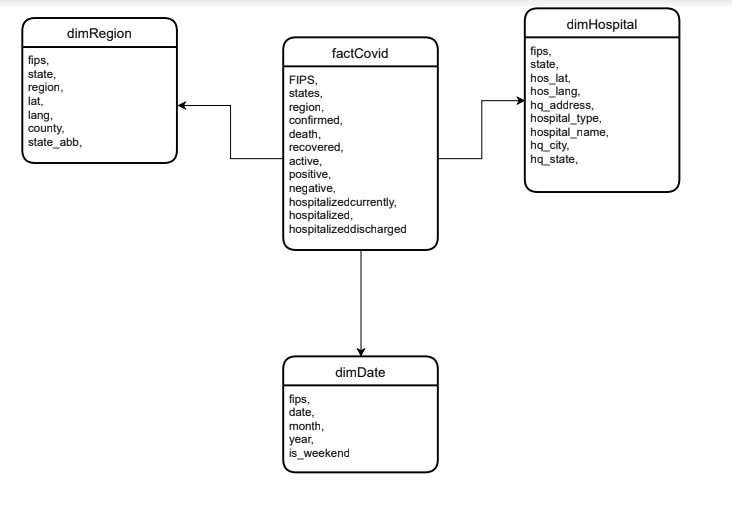 dimRegion
fips,
state,
region,
lat,
lang,
county,
state_abb,
factCovid
FIPS,
states,
region,
confirmed,
death,
recovered,
active,
positive,
negative,
hospitalizedcurrently,
hospitalized,
hospitalizeddischarged
dimHospital
fips,
state,
hos_lat,
hos_lang,
hq_address,
hospital_type,
hospital_name,
hq_city,
hq_state,
dimDate
fips,
date,
month,
year,
is_weekend